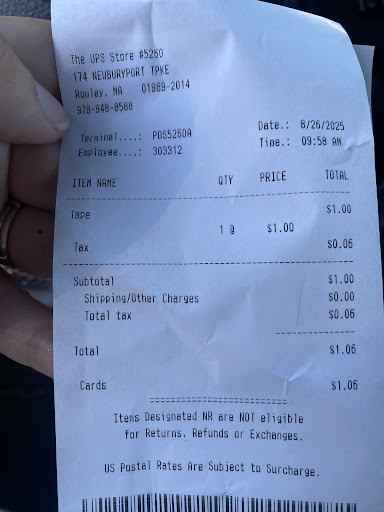 The UPS Store #5260
174 NEWBURYPORT TPKE
Rowley, MA 01969-2014
978-948-8588
Terminal....: POS5260A Date.: 8/26/2025
Employee....: 303312 Time.: 09:58 AM
ITEM NAME QTY PRICE TOTAL
Tape $1.00
1 @ $1.00
Tax $0.06
Subtotal $1.00
Shipping/Other Charges $0.00
Total tax $0.06
Total $1.06
Cards $1.06
Items Designated NR are NOT eligible
for Returns, Refunds or Exchanges.
US Postal Rates Are Subject to Surcharge.